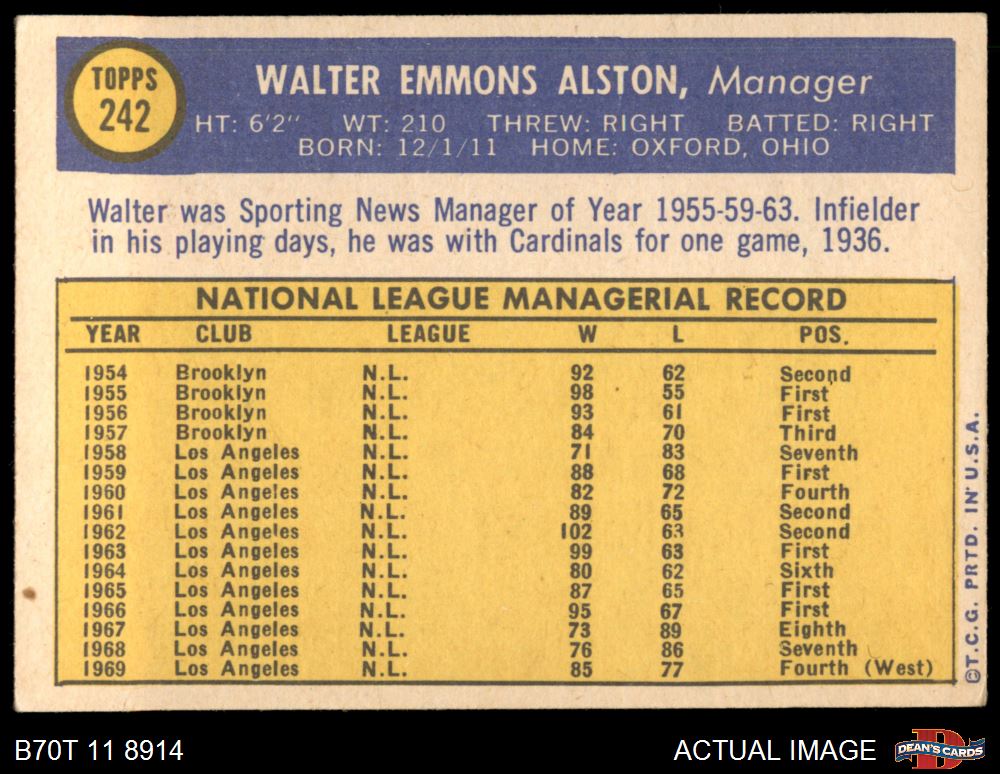 TOPPS
242
WALTER EMMONS ALSTON, Manager
HT: 6'2" WT: 210 THREW: RIGHT BATTED: RIGHT
BORN: 12/1/11 HOME: OXFORD, OHIO
Walter was Sporting News Manager of Year 1955-59-63. Infielder
in his playing days, he was with Cardinals for one game, 1936.
NATIONAL LEAGUE MANAGERIAL RECORD
YEAR CLUB LEAGUE W L POS.
1954 Brooklyn N.L. 92 62 Second
1955 Brooklyn N.L. 98 55 First
1956 Brooklyn N.L. 93 61 First
1957 Brooklyn N.L. 84 70 Third
1958 Los Angeles N.L. 71 83 Seventh
1959 Los Angeles N.L. 88 68 First
1960 Los Angeles N.L. 82 72 Fourth
1961 Los Angeles N.L. 89 65 Second
1962 Los Angeles N.L. 102 63 Second
1963 Los Angeles N.L. 99 63 First
1964 Los Angeles N.L. 80 62 Sixth
1965 Los Angeles N.L. 87 65 First
1966 Los Angeles N.L. 95 67 First
1967 Los Angeles N.L. 73 89 Eighth
1968 Los Angeles N.L. 76 86 Seventh
1969 Los Angeles N.L. 85 77 Fourth (West)
©T.C.G. PRTD. IN U.S.A.
B70T 11 8914 ACTUAL IMAGE
DEAN'S CARDS